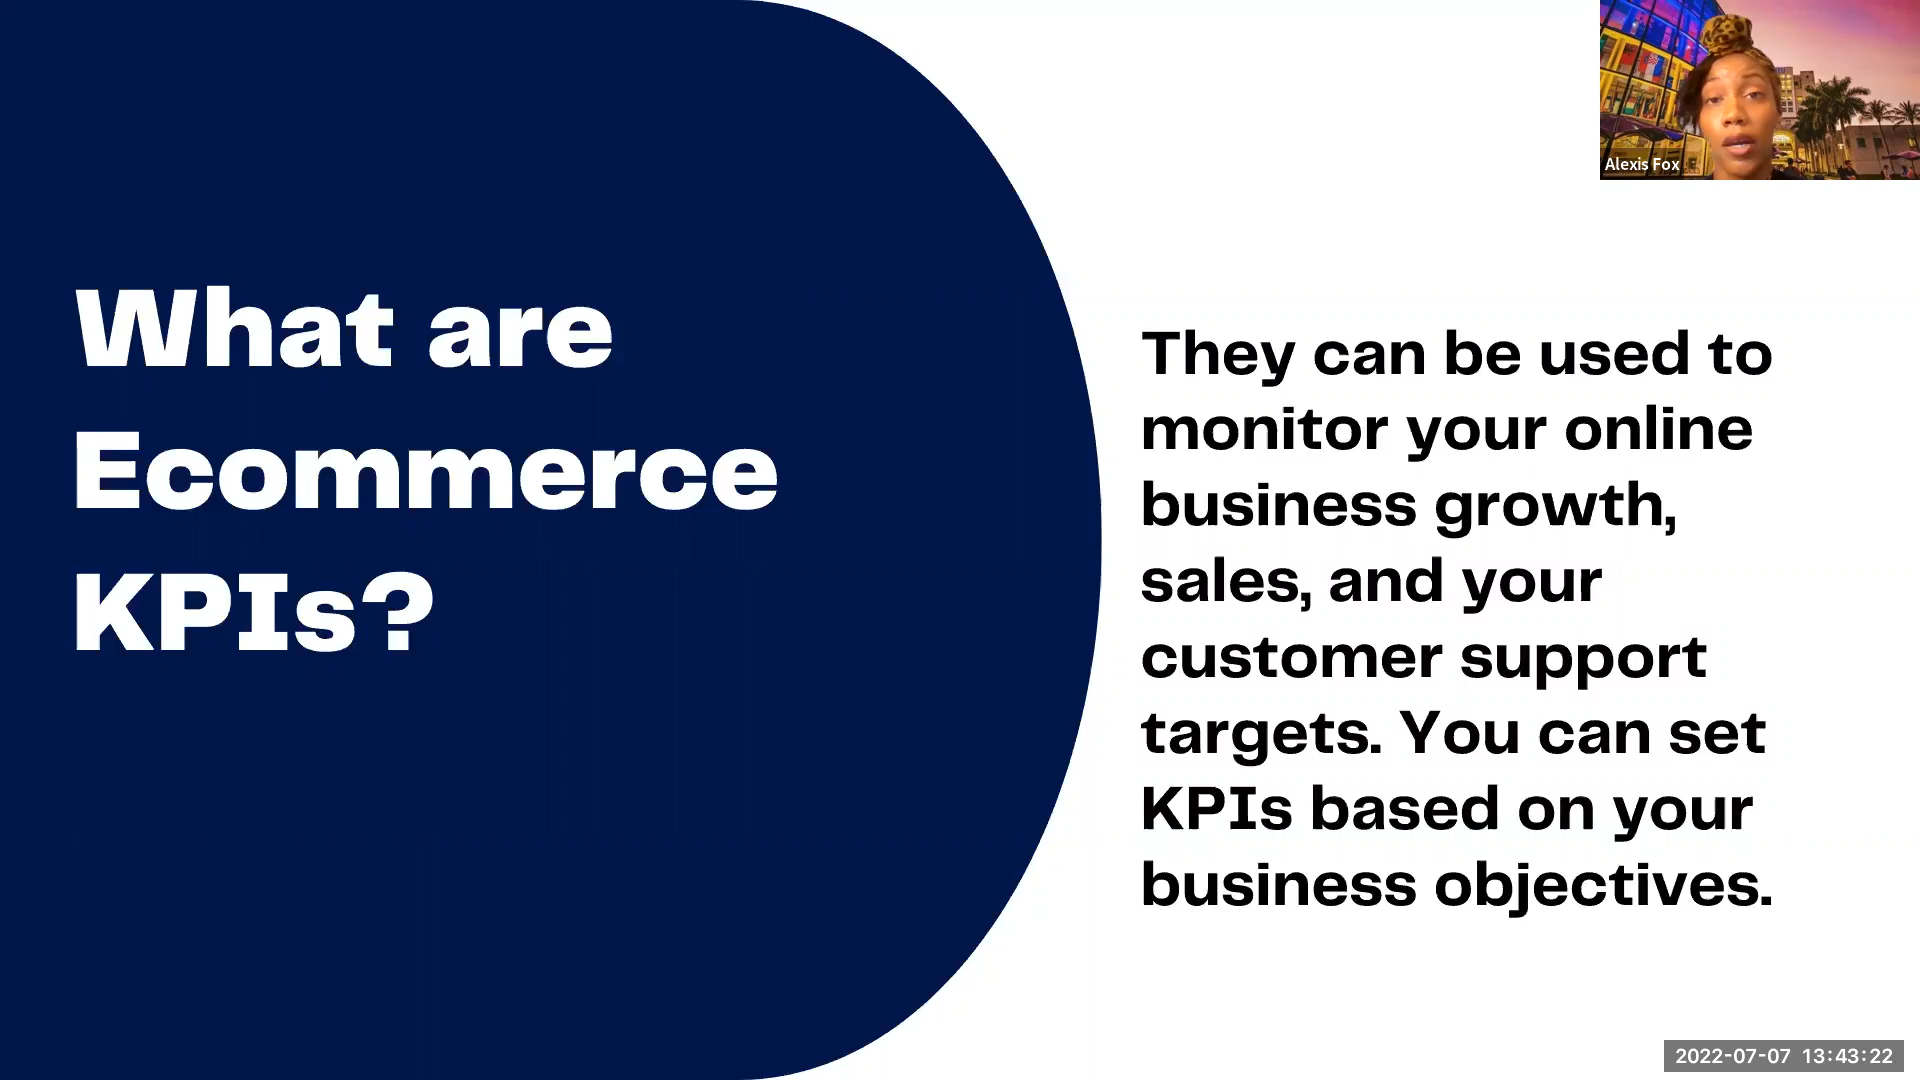 What are
Ecommerce
KPIs?
They can be used to
monitor your online
business growth,
sales, and your
customer support
targets. You can set
KPIs based on your
business objectives.
Alexis Fox
2022-07-07 13:43:22